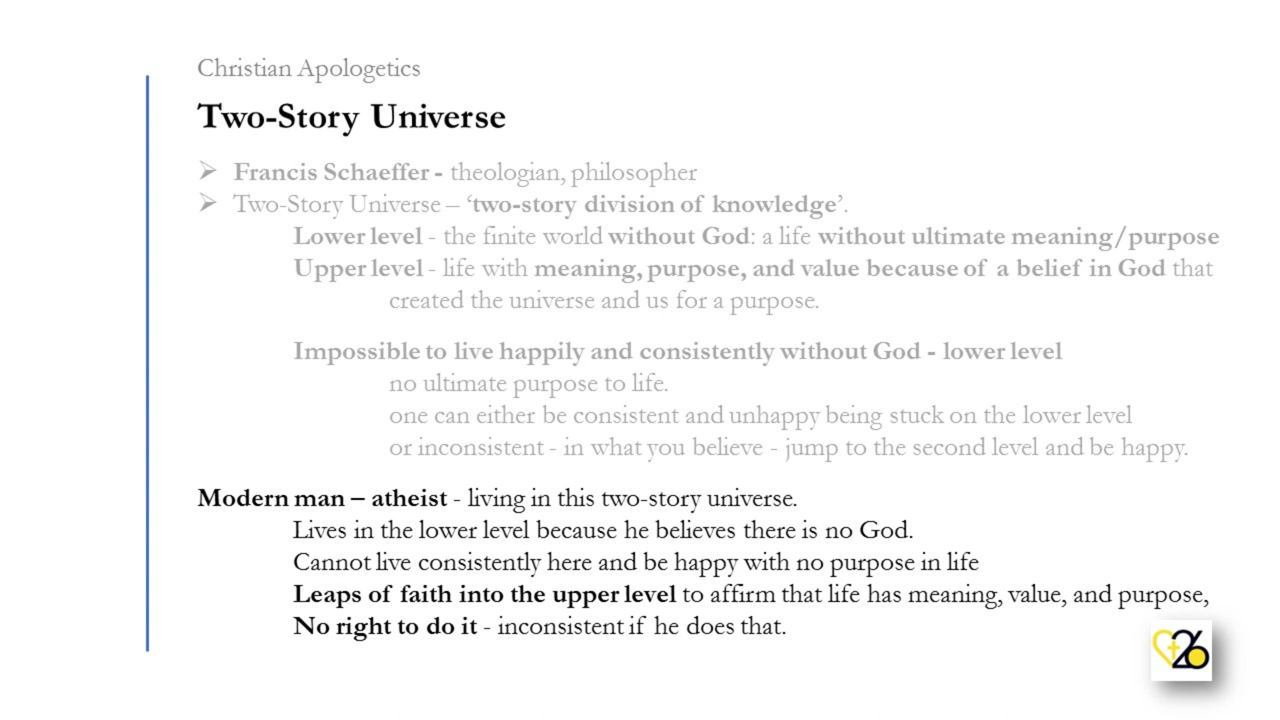 Christian Apologetics
Two-Story Universe
➢ Francis Schaeffer - theologian, philosopher
➢ Two-Story Universe – ‘two-story division of knowledge’.
Lower level - the finite world without God: a life without ultimate meaning/purpose
Upper level - life with meaning, purpose, and value because of a belief in God that
created the universe and us for a purpose.
Impossible to live happily and consistently without God - lower level
no ultimate purpose to life.
one can either be consistent and unhappy being stuck on the lower level
or inconsistent - in what you believe - jump to the second level and be happy.
Modern man – atheist - living in this two-story universe.
Lives in the lower level because he believes there is no God.
Cannot live consistently here and be happy with no purpose in life
Leaps of faith into the upper level to affirm that life has meaning, value, and purpose,
No right to do it - inconsistent if he does that.
26